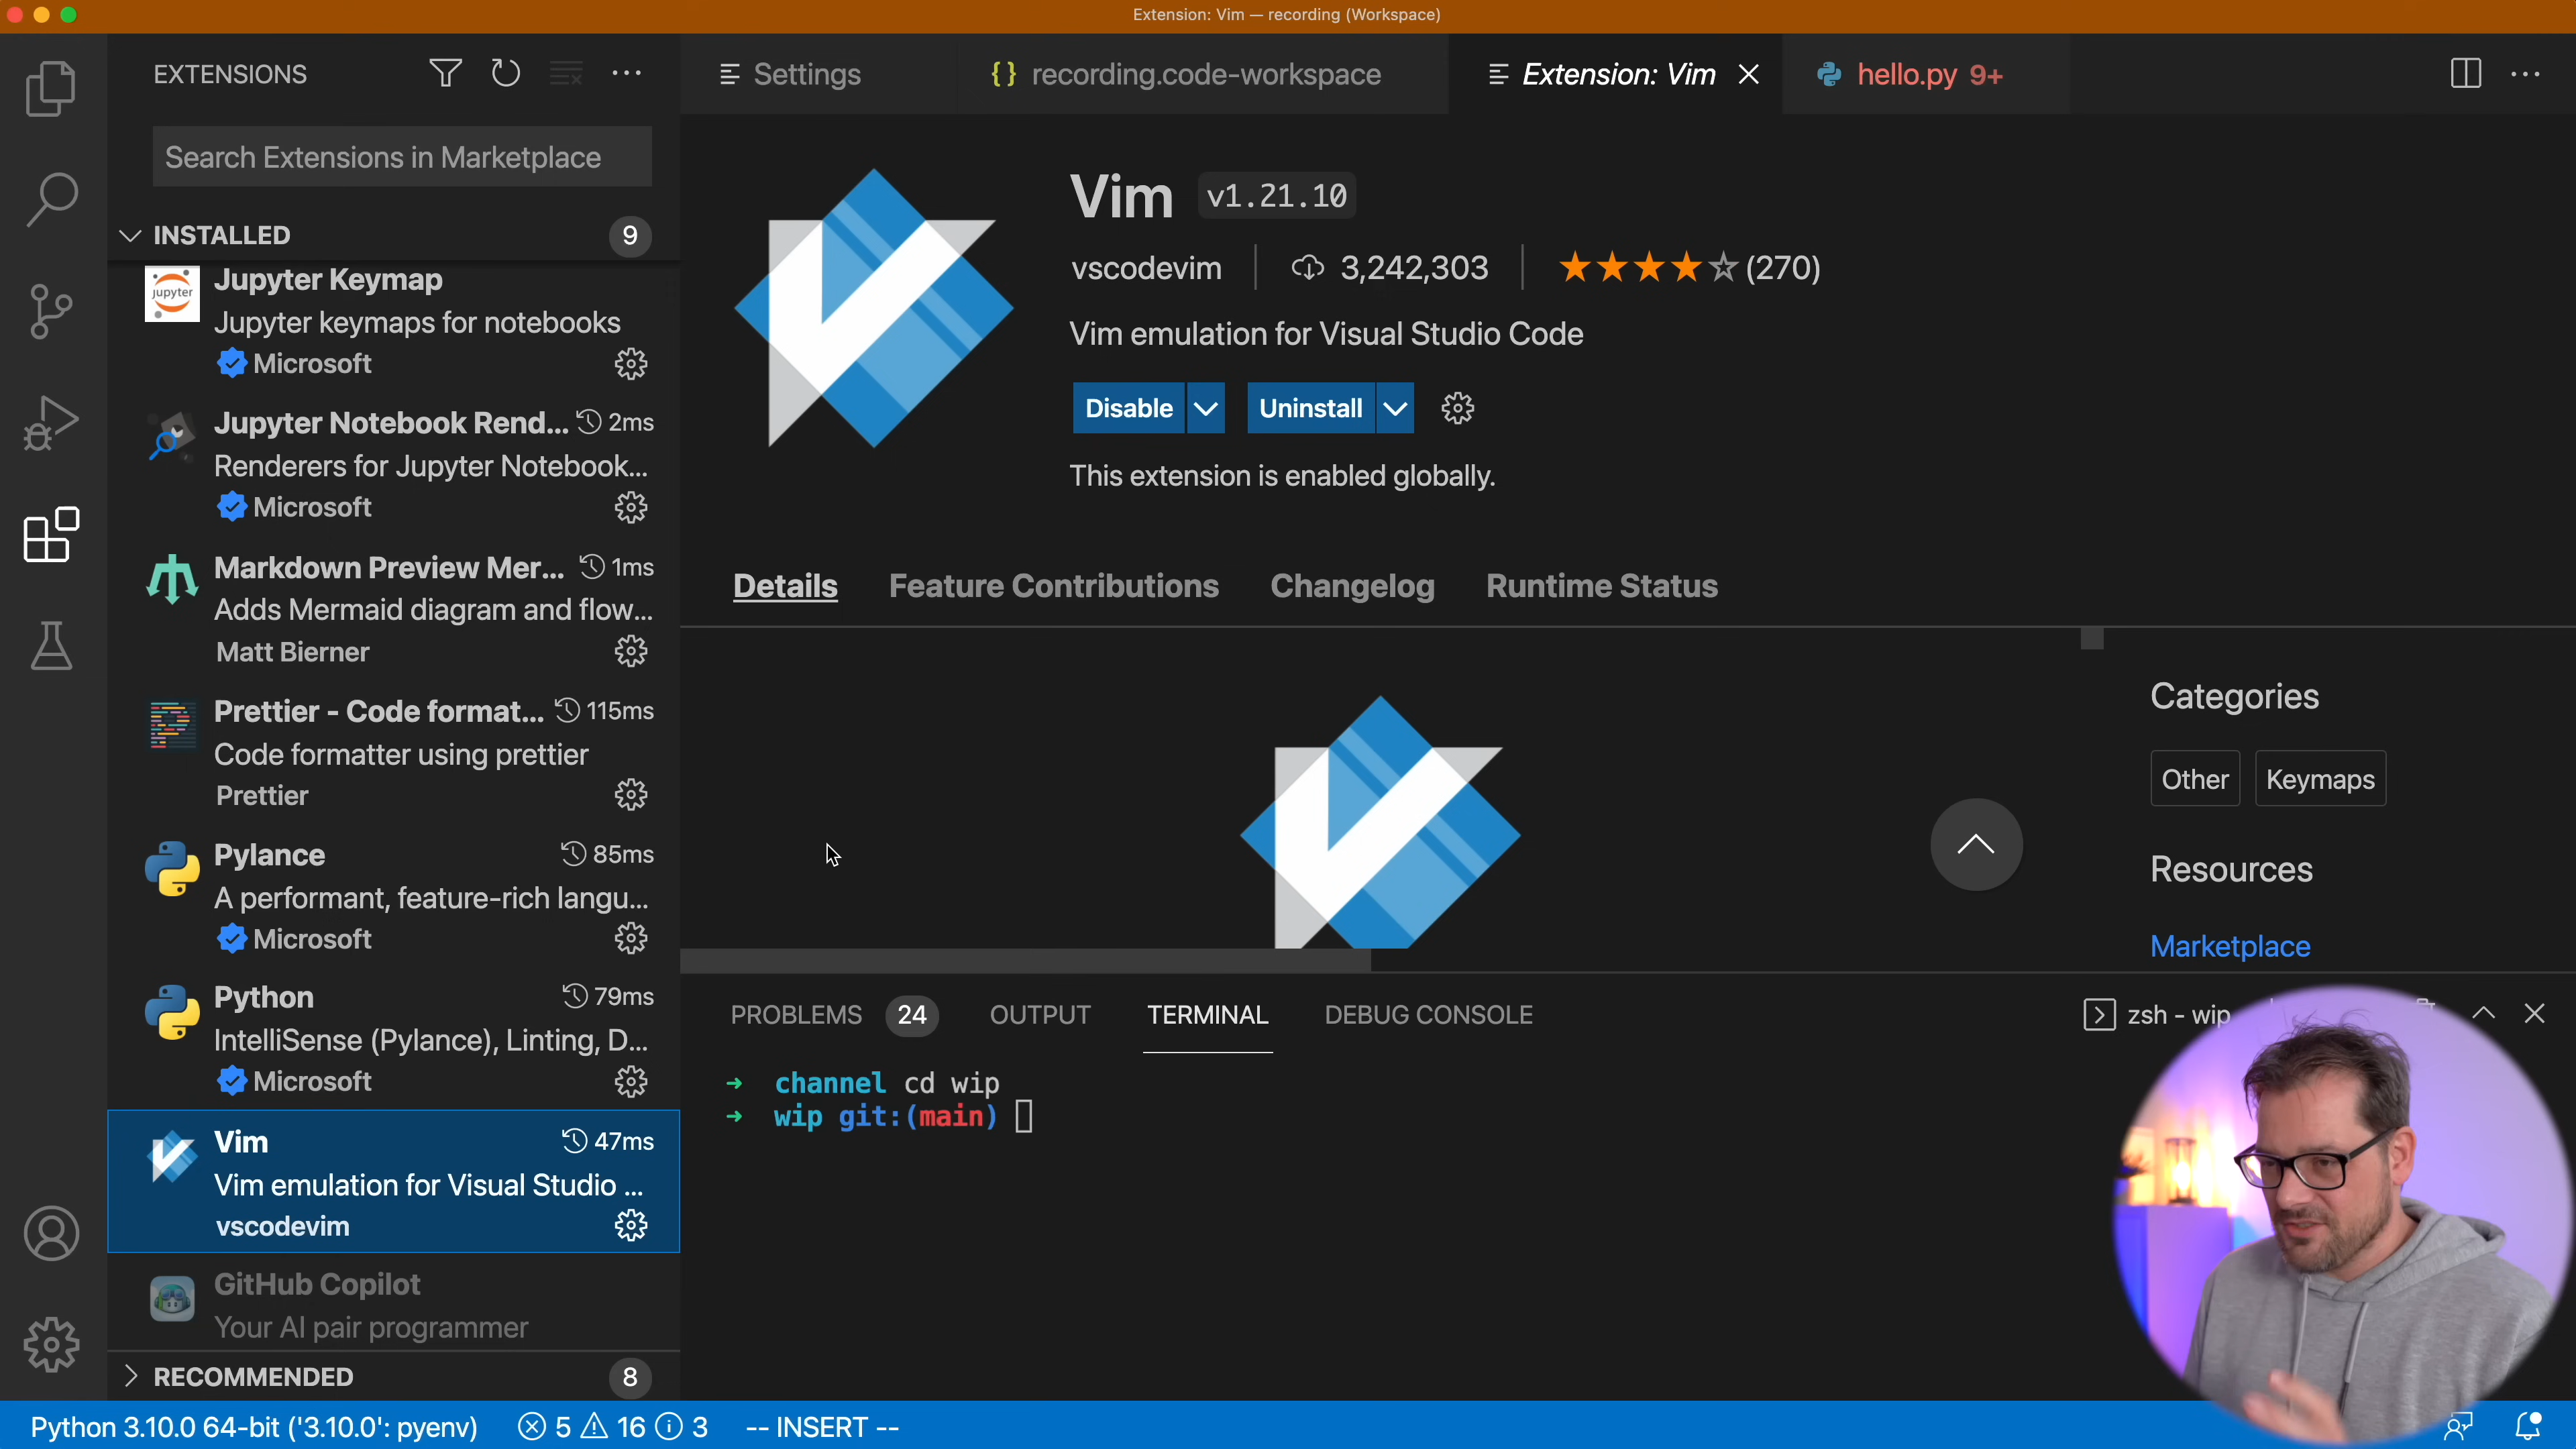 Extension: Vim — recording (Workspace)
EXTENSIONS
Settings
{ } recording.code-workspace
Extension: Vim
hello.py 9+
Search Extensions in Marketplace
INSTALLED 9
Jupyter Keymap
Jupyter keymaps for notebooks
Microsoft
jupyter
Jupyter Notebook Rend... 2ms
Renderers for Jupyter Notebook...
Microsoft
Markdown Preview Mer... 1ms
Adds Mermaid diagram and flow...
Matt Bierner
Prettier - Code format... 115ms
Code formatter using prettier
Prettier
Pylance 85ms
A performant, feature-rich langu...
Microsoft
Python 79ms
IntelliSense (Pylance), Linting, D...
Microsoft
Vim 47ms
Vim emulation for Visual Studio ...
vscodevim
GitHub Copilot
Your AI pair programmer
RECOMMENDED 8
Vim v1.21.10
vscodevim 3,242,303 (270)
Vim emulation for Visual Studio Code
Disable Uninstall
This extension is enabled globally.
Details Feature Contributions Changelog Runtime Status
Categories
Other Keymaps
Resources
Marketplace
PROBLEMS 24 OUTPUT TERMINAL DEBUG CONSOLE
zsh - wip
➜ channel cd wip
➜ wip git:(main)
Python 3.10.0 64-bit ('3.10.0': pyenv) 5 16 3 -- INSERT --